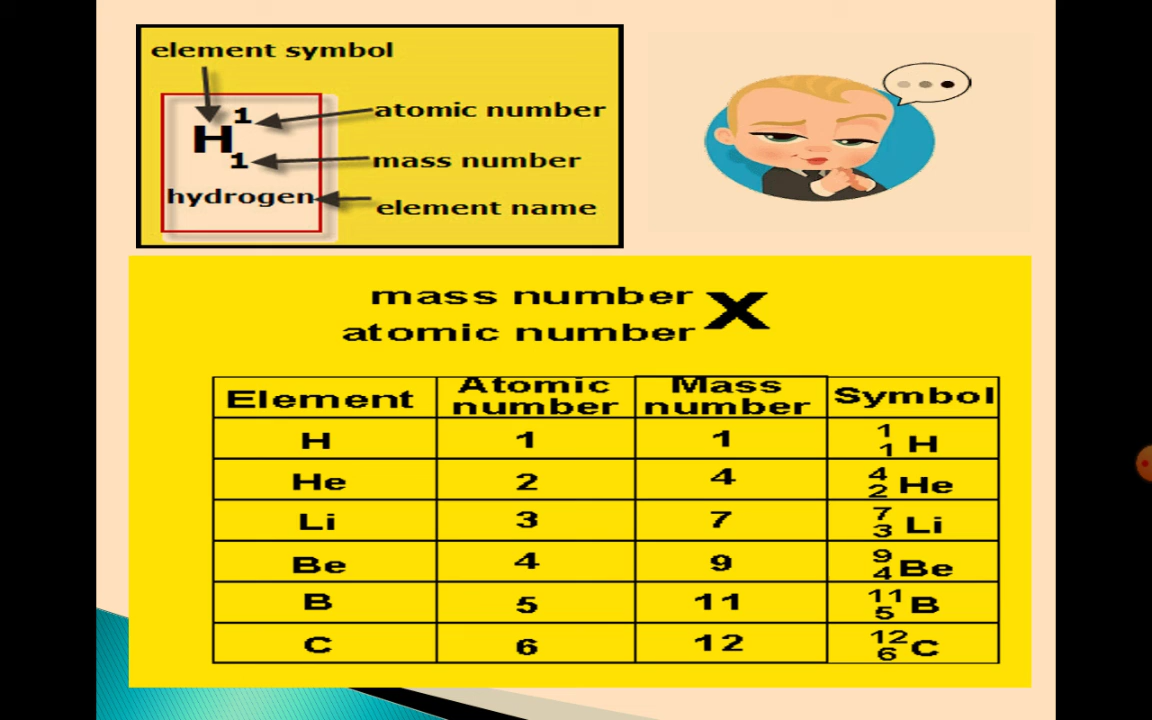 element symbol
H 1
1
atomic number
mass number
hydrogen
element name
mass number
atomic number X
Element Atomic number Mass number Symbol
H 1 1 1 1 H
He 2 4 4 2 He
Li 3 7 7 3 Li
Be 4 9 9 4 Be
B 5 11 11 5 B
C 6 12 12 6 C